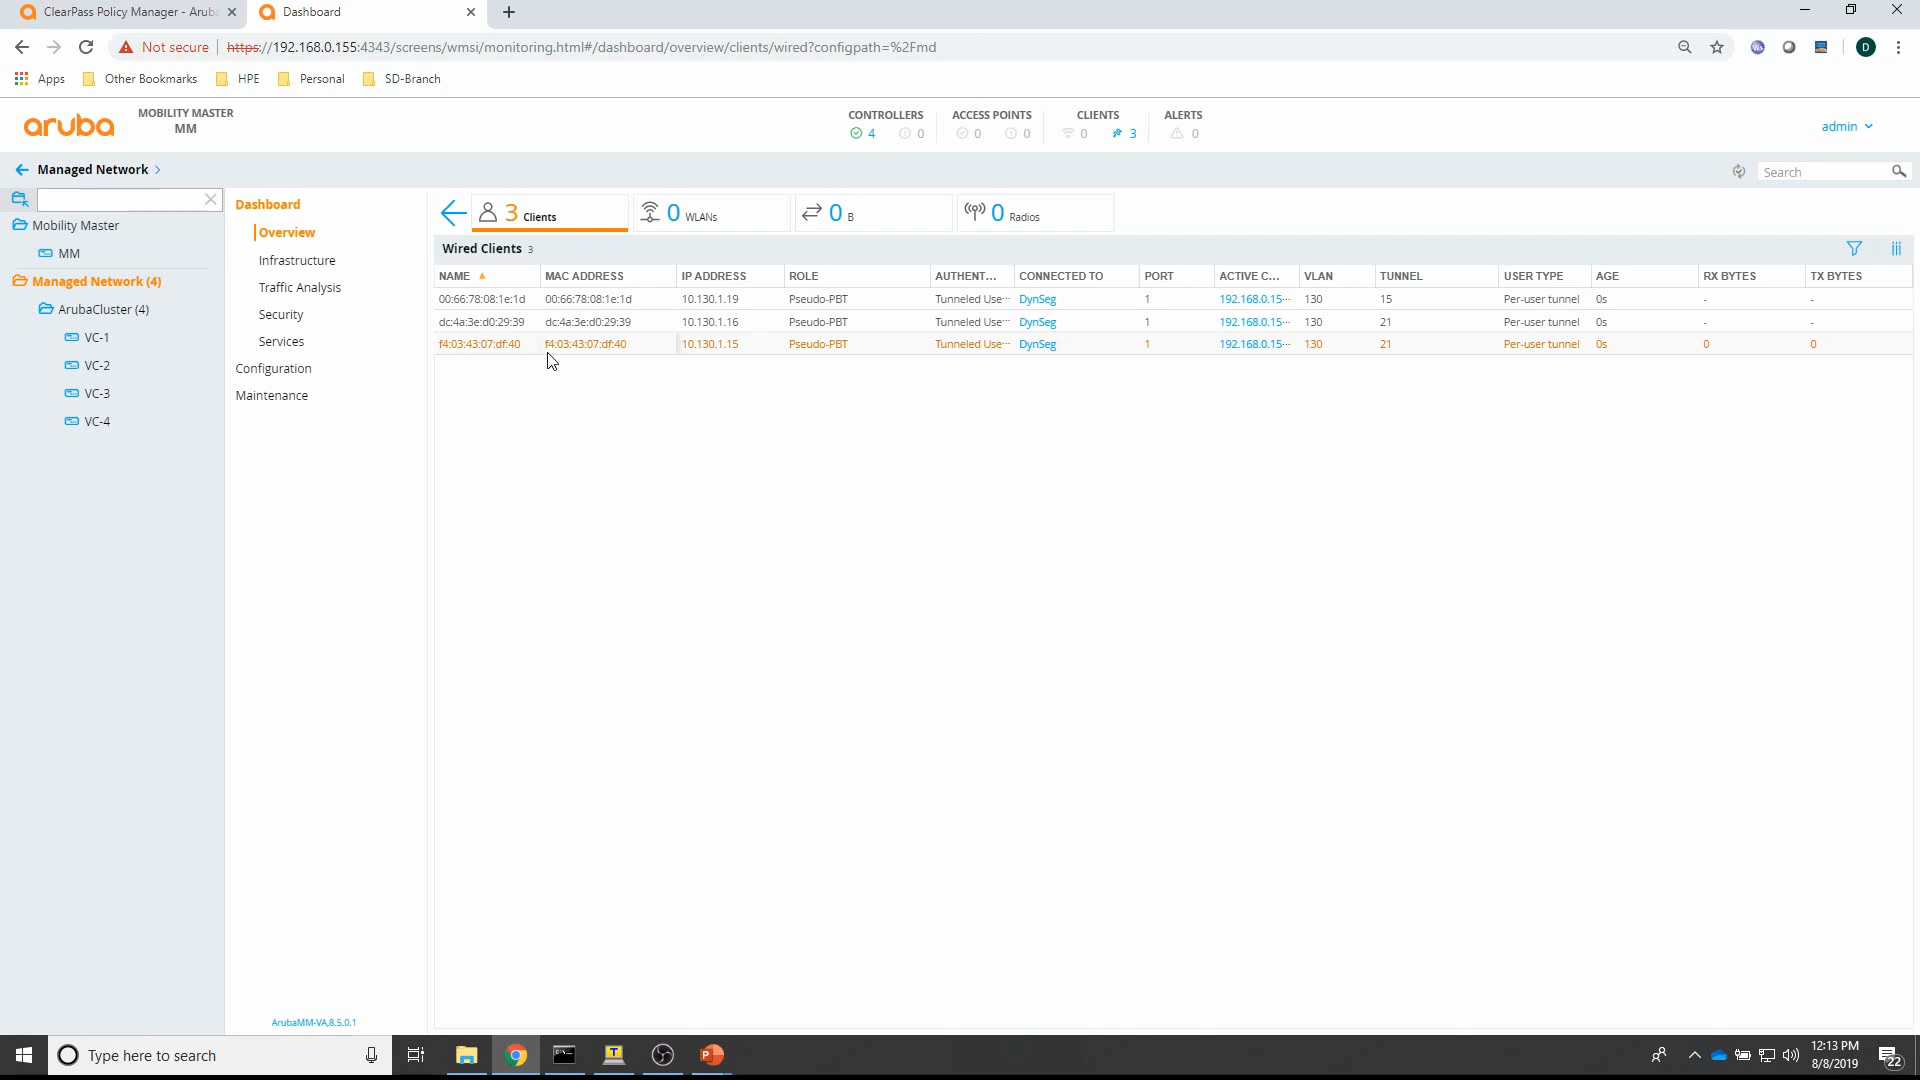 ClearPass Policy Manager - Arub
Dashboard
Not secure | https://192.168.0.155:4343/screens/wmsi/monitoring.html#/dashboard/overview/clients/wired?configpath=%2Fmd
D
Apps Other Bookmarks HPE Personal SD-Branch
aruba
MOBILITY MASTER
MM
CONTROLLERS ACCESS POINTS CLIENTS ALERTS
4 0 0 0 0 3 0
admin
Managed Network
Search
Mobility Master
MM
Managed Network (4)
ArubaCluster (4)
VC-1
VC-2
VC-3
VC-4
Dashboard
Overview
Infrastructure
Traffic Analysis
Security
Services
Configuration
Maintenance
ArubaMM-VA,8.5.0.1
3 Clients 0 WLANs 0 B 0 Radios
Wired Clients 3
NAME MAC ADDRESS IP ADDRESS ROLE AUTHENT... CONNECTED TO PORT ACTIVE C... VLAN TUNNEL USER TYPE AGE RX BYTES TX BYTES
00:66:78:08:1e:1d 00:66:78:08:1e:1d 10.130.1.19 Pseudo-PBT Tunneled Use... DynSeg 1 192.168.0.15... 130 15 Per-user tunnel 0s - -
dc:4a:3e:d0:29:39 dc:4a:3e:d0:29:39 10.130.1.16 Pseudo-PBT Tunneled Use... DynSeg 1 192.168.0.15... 130 21 Per-user tunnel 0s - -
f4:03:43:07:df:40 f4:03:43:07:df:40 10.130.1.15 Pseudo-PBT Tunneled Use... DynSeg 1 192.168.0.15... 130 21 Per-user tunnel 0s 0 0
Type here to search
12:13 PM
8/8/2019
22